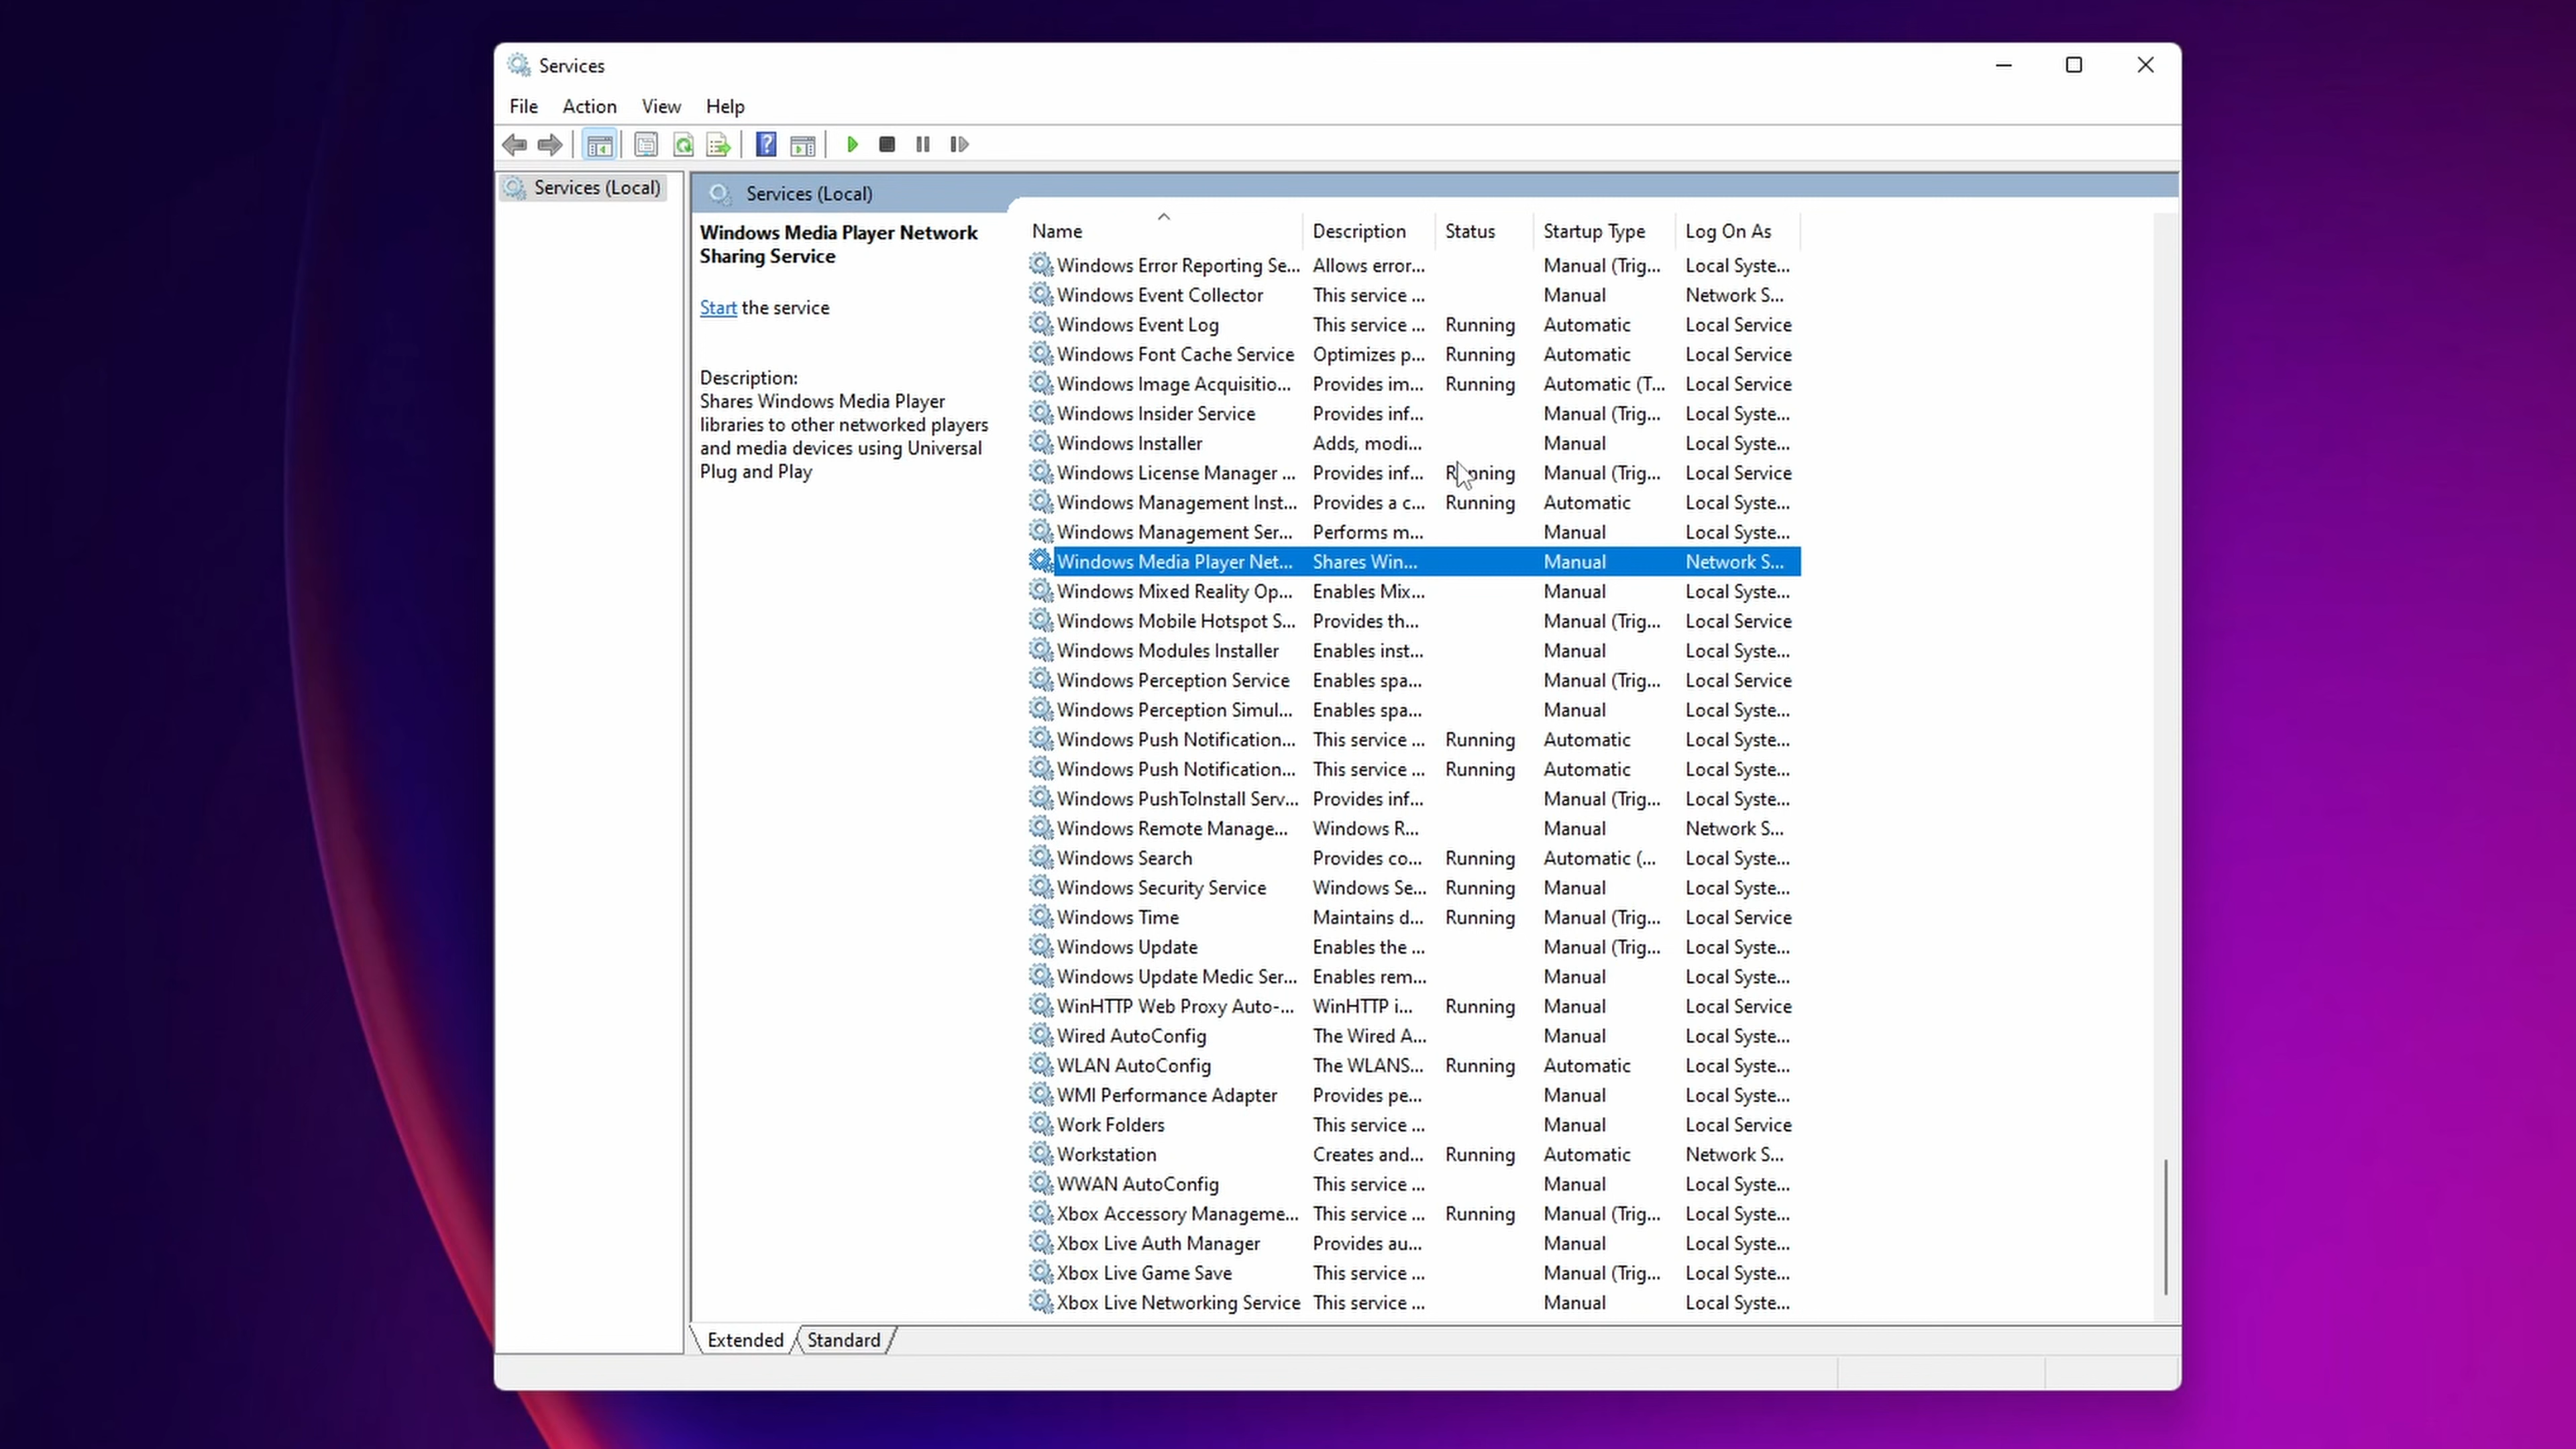 Services
File Action View Help
Services (Local)
Services (Local)
Windows Media Player Network
Sharing Service
Start the service
Description:
Shares Windows Media Player
libraries to other networked players
and media devices using Universal
Plug and Play
Name Description Status Startup Type Log On As
Windows Error Reporting Se... Allows error... Manual (Trig... Local Syste...
Windows Event Collector This service ... Manual Network S...
Windows Event Log This service ... Running Automatic Local Service
Windows Font Cache Service Optimizes p... Running Automatic Local Service
Windows Image Acquisitio... Provides im... Running Automatic (T... Local Service
Windows Insider Service Provides inf... Manual (Trig... Local Syste...
Windows Installer Adds, modi... Manual Local Syste...
Windows License Manager ... Provides inf... Running Manual (Trig... Local Service
Windows Management Inst... Provides a c... Running Automatic Local Syste...
Windows Management Ser... Performs m... Manual Local Syste...
Windows Media Player Net... Shares Win... Manual Network S...
Windows Mixed Reality Op... Enables Mix... Manual Local Syste...
Windows Mobile Hotspot S... Provides th... Manual (Trig... Local Service
Windows Modules Installer Enables inst... Manual Local Syste...
Windows Perception Service Enables spa... Manual (Trig... Local Service
Windows Perception Simul... Enables spa... Manual Local Syste...
Windows Push Notification... This service ... Running Automatic Local Syste...
Windows Push Notification... This service ... Running Automatic Local Syste...
Windows PushToInstall Serv... Provides inf... Manual (Trig... Local Syste...
Windows Remote Manage... Windows R... Manual Network S...
Windows Search Provides co... Running Automatic (... Local Syste...
Windows Security Service Windows Se... Running Manual Local Syste...
Windows Time Maintains d... Running Manual (Trig... Local Service
Windows Update Enables the ... Manual (Trig... Local Syste...
Windows Update Medic Ser... Enables rem... Manual Local Syste...
WinHTTP Web Proxy Auto-... WinHTTP i... Running Manual Local Service
Wired AutoConfig The Wired A... Manual Local Syste...
WLAN AutoConfig The WLANS... Running Automatic Local Syste...
WMI Performance Adapter Provides pe... Manual Local Syste...
Work Folders This service ... Manual Local Service
Workstation Creates and... Running Automatic Network S...
WWAN AutoConfig This service ... Manual Local Syste...
Xbox Accessory Manageme... This service ... Running Manual (Trig... Local Syste...
Xbox Live Auth Manager Provides au... Manual Local Syste...
Xbox Live Game Save This service ... Manual (Trig... Local Syste...
Xbox Live Networking Service This service ... Manual Local Syste...
Extended Standard